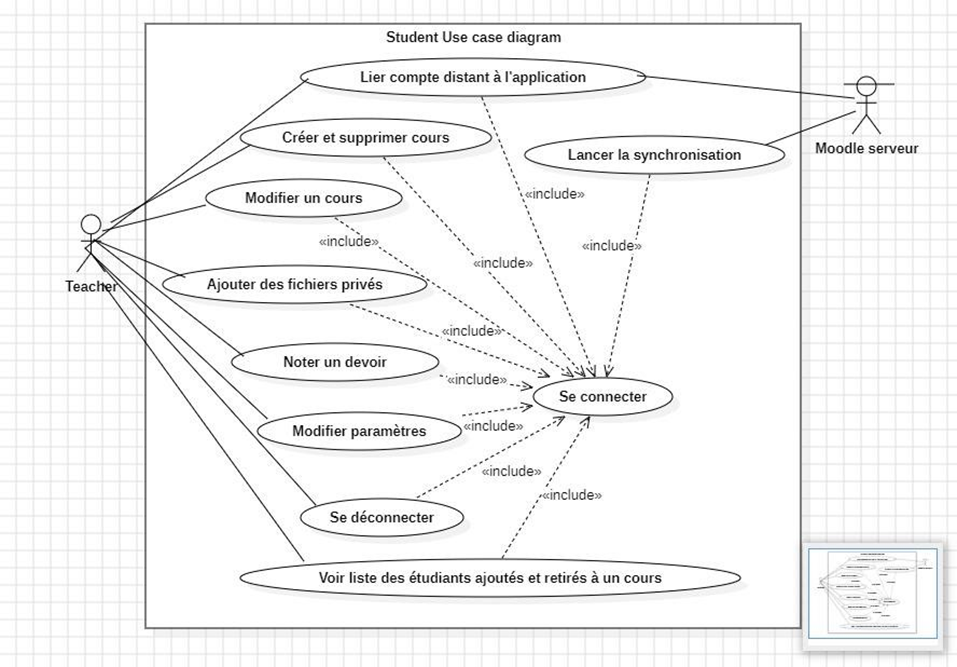 Student Use case diagram
Lier compte distant à l'application
Créer et supprimer cours
Lancer la synchronisation
Moodle serveur
Modifier un cours
«include»
«include»
«include»
«include»
Teacher
Ajouter des fichiers privés
«include»
Noter un devoir
«include»
Se connecter
Modifier paramètres
«include»
«include»
«include»
Se déconnecter
Voir liste des étudiants ajoutés et retirés à un cours